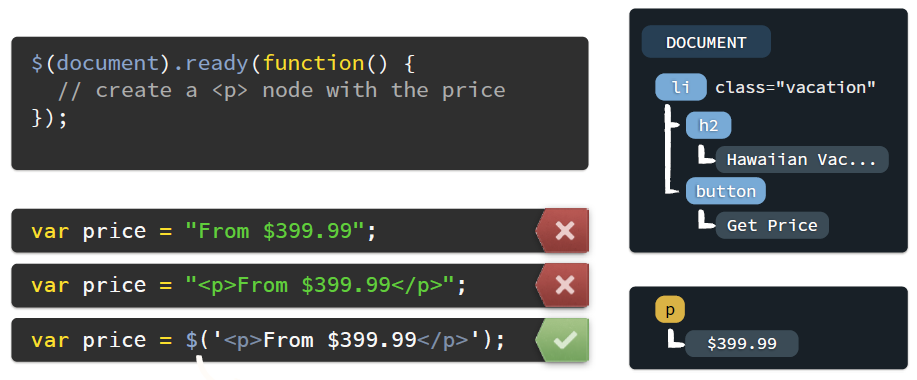 $(document).ready(function() {
// create a <p> node with the price
});
var price = "From $399.99";
var price = "<p>From $399.99</p>";
var price = $('<p>From $399.99</p>');
DOCUMENT
li class="vacation"
h2
Hawaiian Vac...
button
Get Price
p
$399.99